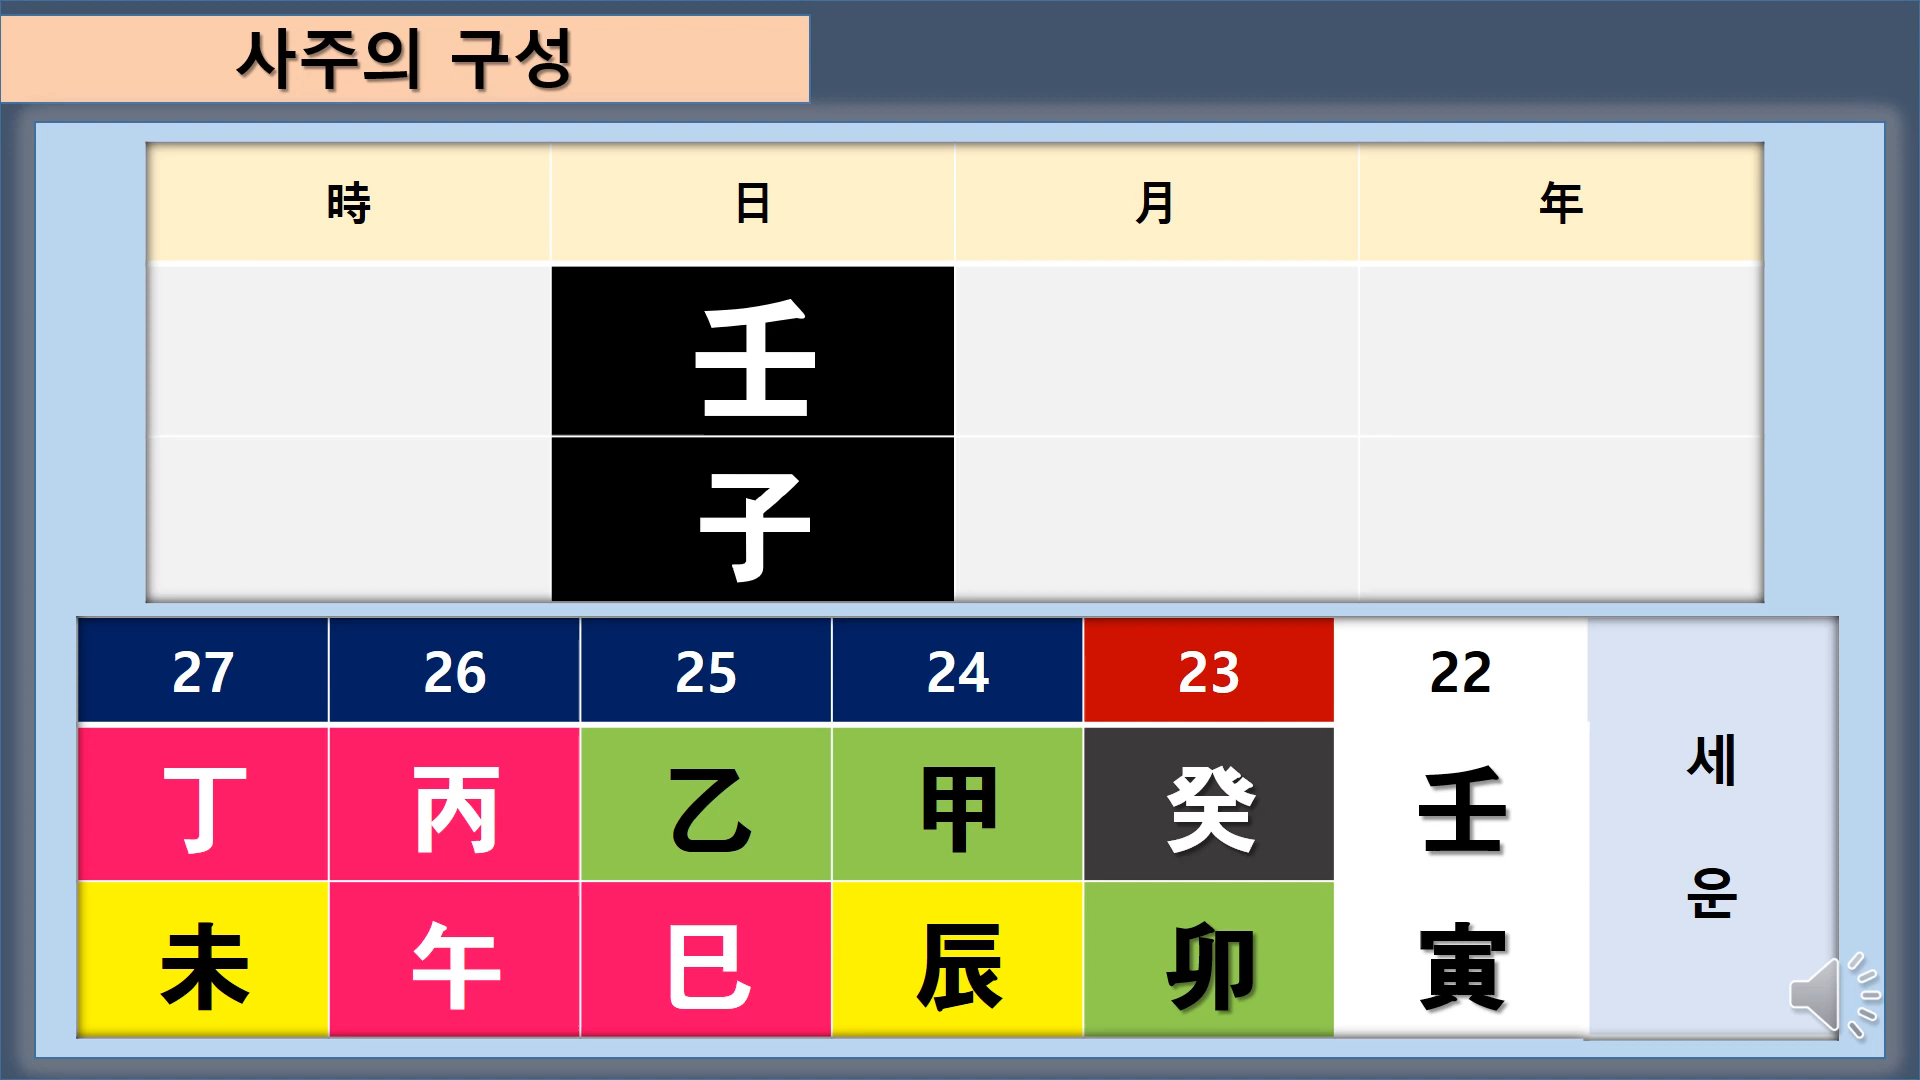 사주의 구성
時 日 月 年
壬
子
27 26 25 24 23 22
丁 丙 乙 甲 癸 壬
未 午 巳 辰 卯 寅
세
운